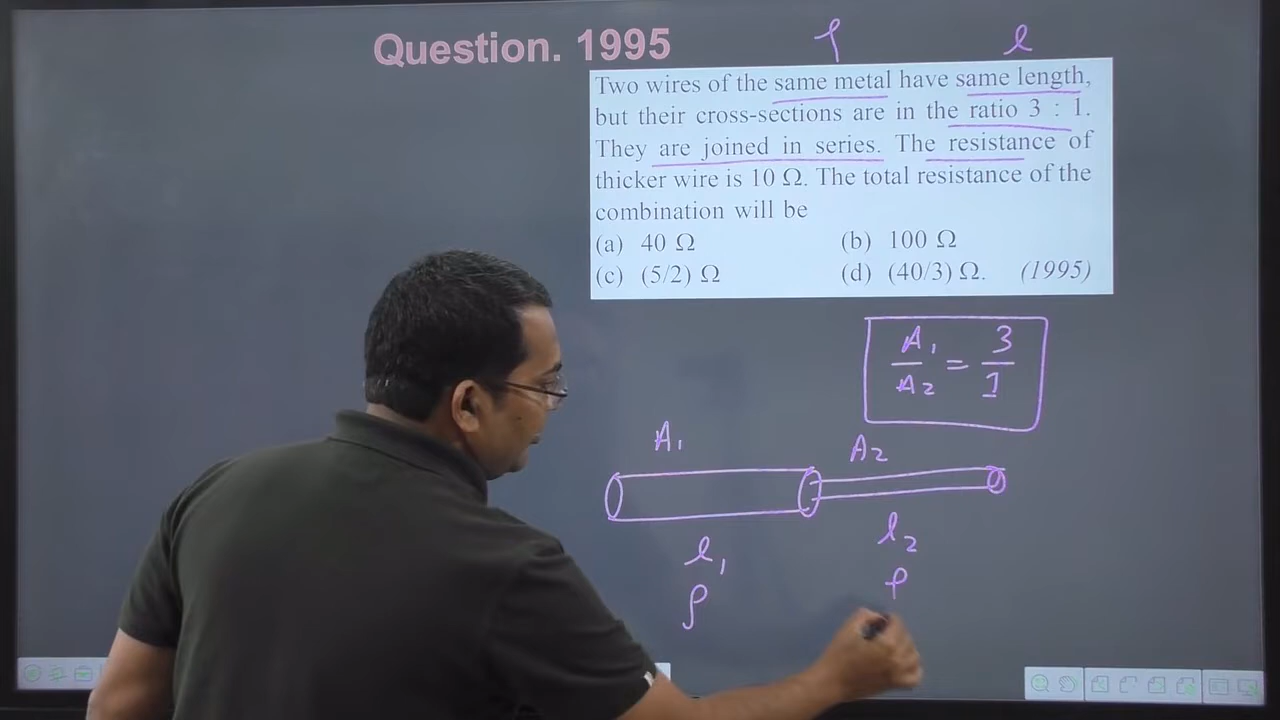 Question. 1995
ρ l
Two wires of the same metal have same length,
but their cross-sections are in the ratio 3 : 1.
They are joined in series. The resistance of
thicker wire is 10 Ω. The total resistance of the
combination will be
(a) 40 Ω (b) 100 Ω
(c) (5/2) Ω (d) (40/3) Ω. (1995)
A₁/A₂ = 3/1
A₁ A₂
l₁ l₂
ρ ρ